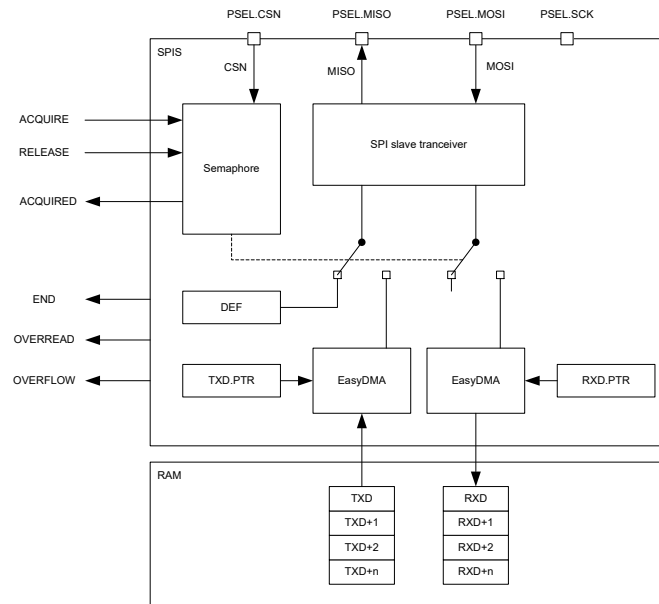 PSEL.CSN PSEL.MISO PSEL.MOSI PSEL.SCK
SPIS
CSN MISO MOSI
ACQUIRE
RELEASE
ACQUIRED
Semaphore
SPI slave tranceiver
END
OVERREAD
OVERFLOW
DEF
TXD.PTR EasyDMA EasyDMA RXD.PTR
RAM
TXD RXD
TXD+1 RXD+1
TXD+2 RXD+2
TXD+n RXD+n